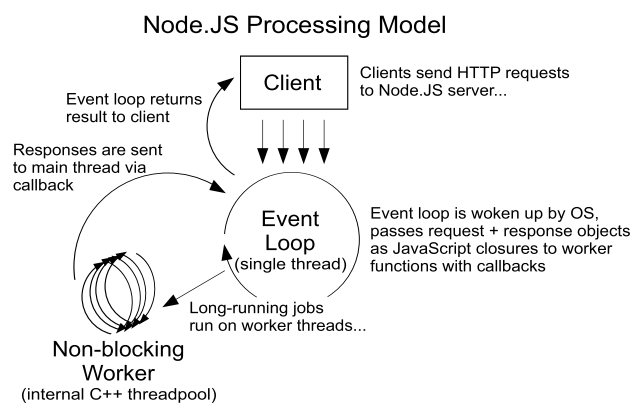 Node.JS Processing Model
Client
Clients send HTTP requests
to Node.JS server...
Event loop returns
result to client
Responses are sent
to main thread via
callback
Event
Loop
(single thread)
Event loop is woken up by OS,
passes request + response objects
as JavaScript closures to worker
functions with callbacks
Long-running jobs
run on worker threads...
Non-blocking
Worker
(internal C++ threadpool)